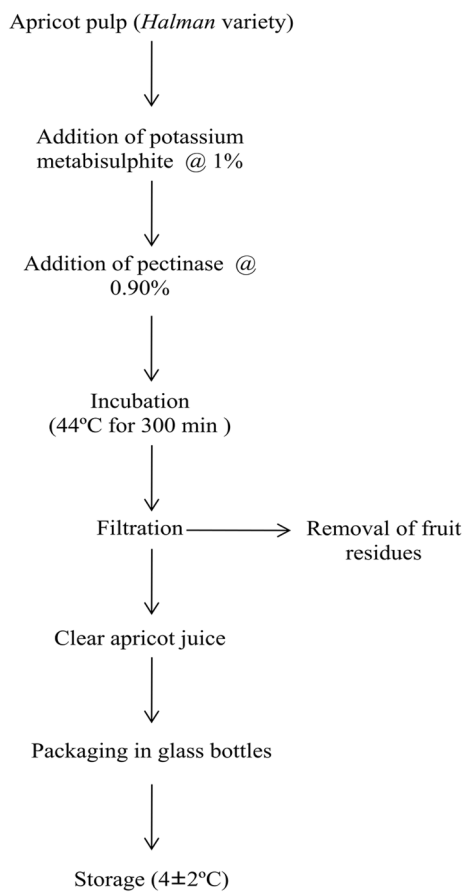 Apricot pulp (Halman variety)
Addition of potassium
metabisulphite @ 1%
Addition of pectinase @
0.90%
Incubation
(44ºC for 300 min )
Filtration
Removal of fruit
residues
Clear apricot juice
Packaging in glass bottles
Storage (4±2ºC)